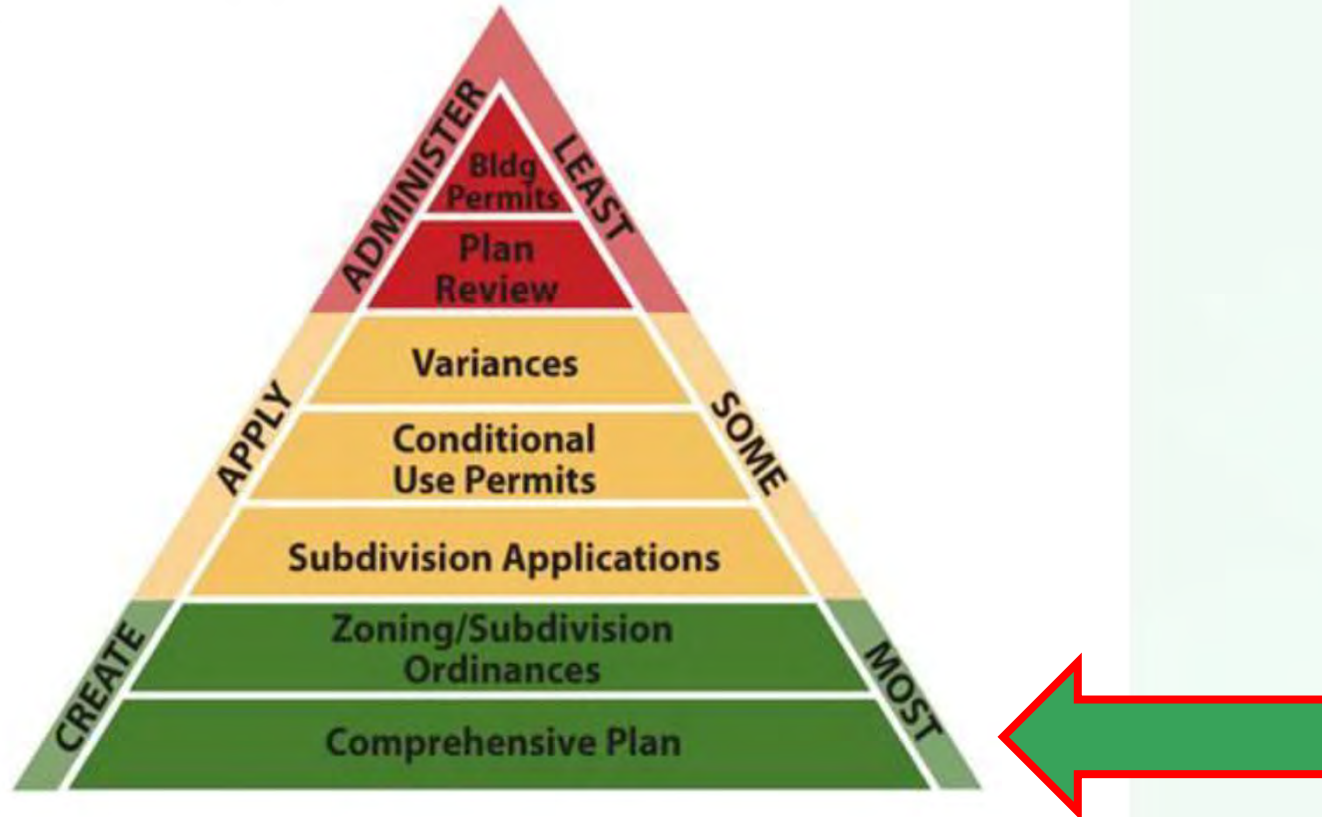 ADMINISTER
LEAST
Bldg
Permits
Plan
Review
APPLY
SOME
Variances
Conditional
Use Permits
Subdivision Applications
CREATE
MOST
Zoning/Subdivision
Ordinances
Comprehensive Plan